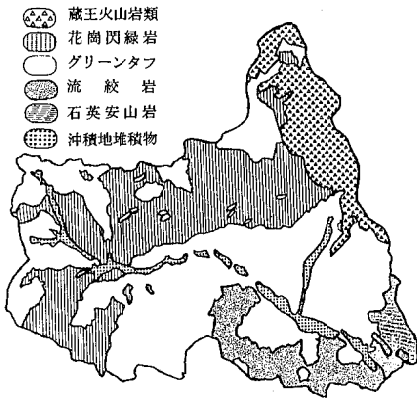 蔵王火山岩類
花崗閃緑岩
グリーンタフ
流紋岩
石英安山岩
沖積地堆積物